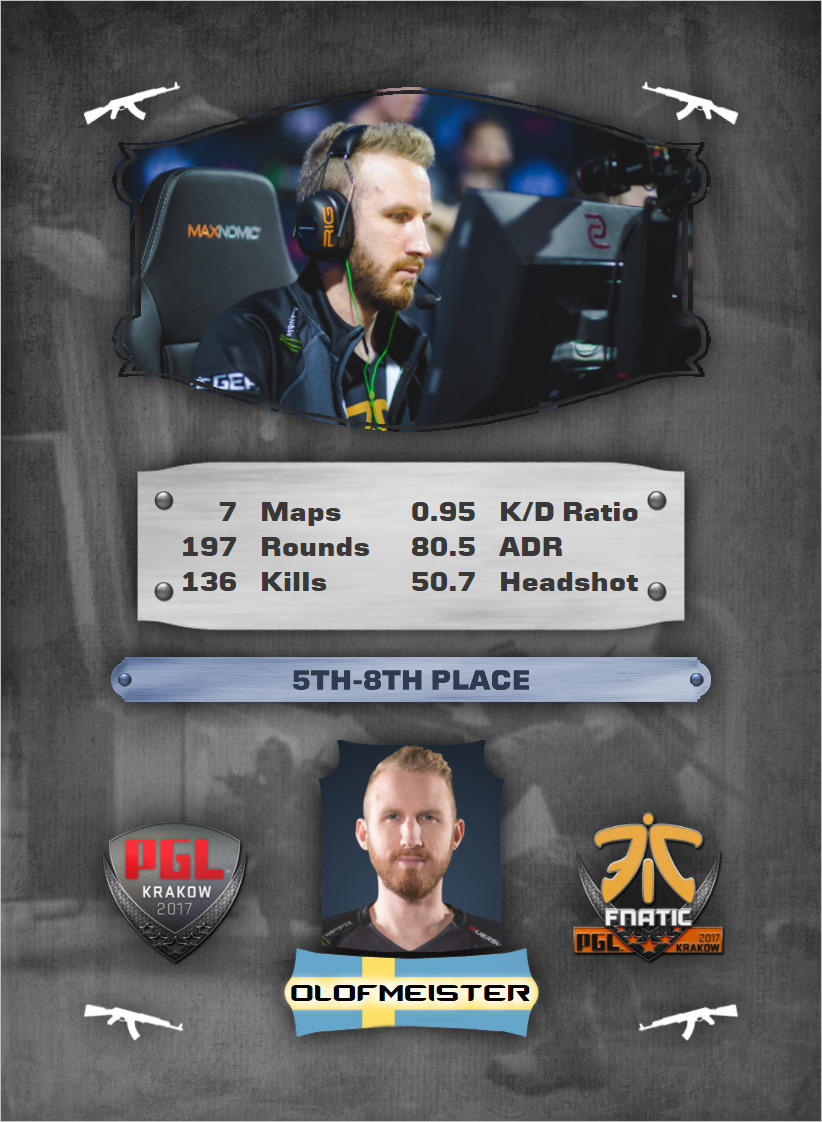 MAXNOMIC
RIG
7 Maps 0.95 K/D Ratio
197 Rounds 80.5 ADR
136 Kills 50.7 Headshot
5TH-8TH PLACE
PGL
KRAKOW
2017
FNATIC
PGL 2017
KRAKOW
OLOFMEISTER